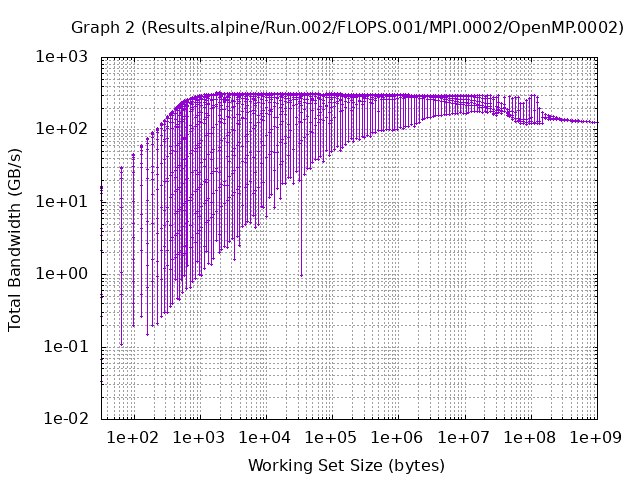 Graph 2 (Results.alpine/Run.002/FLOPS.001/MPI.0002/OpenMP.0002)
1e+03
1e+02
1e+01
1e+00
1e-01
1e-02
Total Bandwidth (GB/s)
1e+02 1e+03 1e+04 1e+05 1e+06 1e+07 1e+08 1e+09
Working Set Size (bytes)